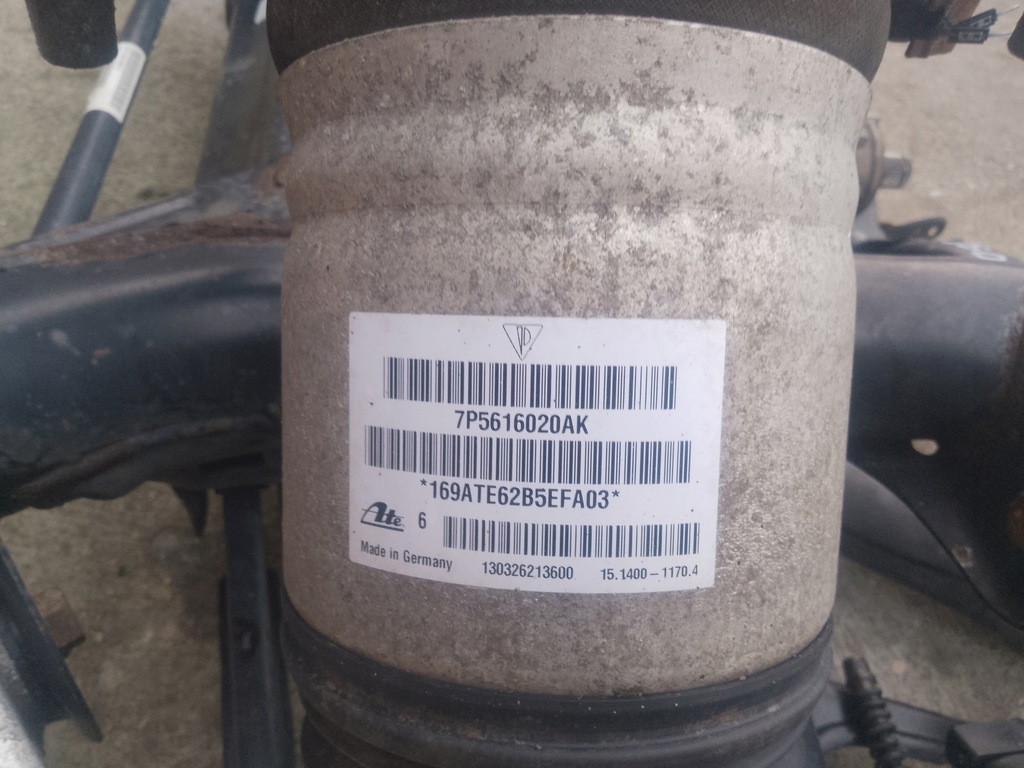 7P5616020AK
*169ATE62B5EFA03*
Ate 6
Made in Germany 130326213600 15.1400-1170.4